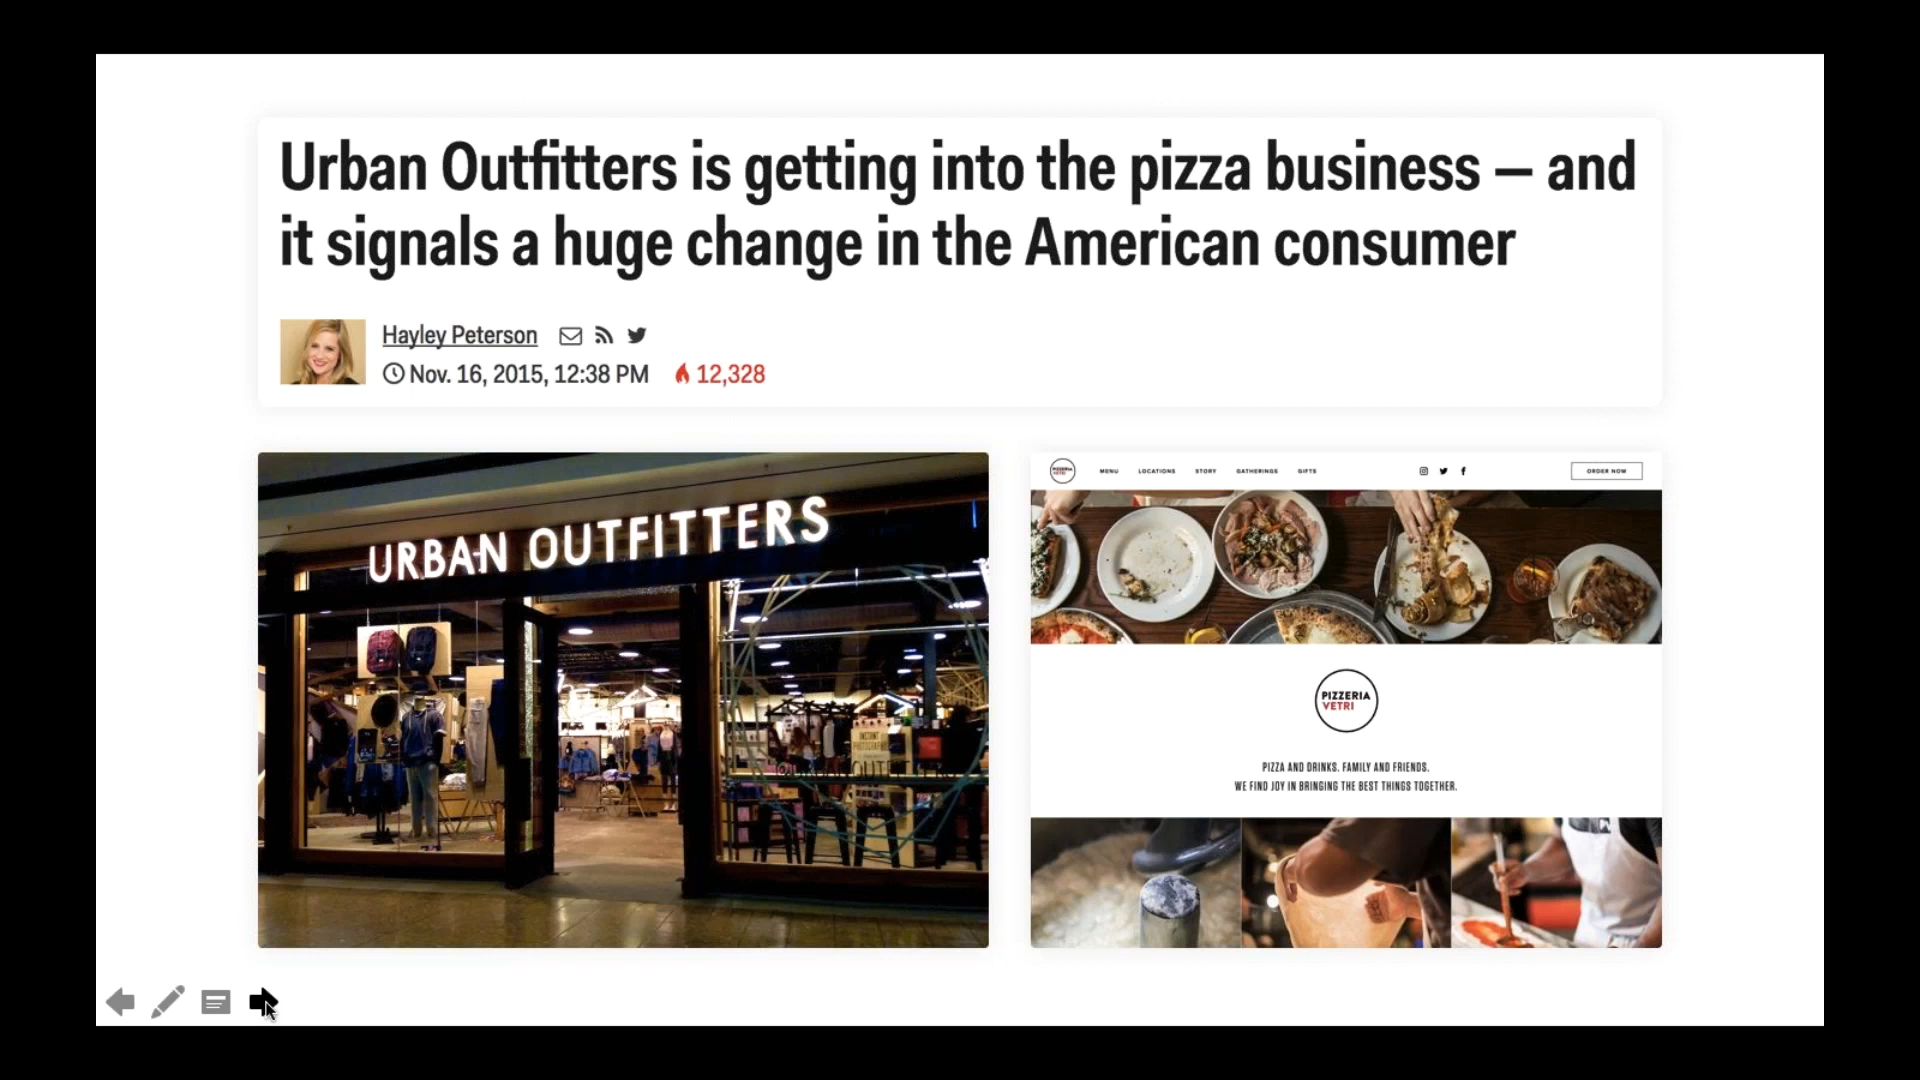 Urban Outfitters is getting into the pizza business — and
it signals a huge change in the American consumer
Hayley Peterson
Nov. 16, 2015, 12:38 PM 12,328
URBAN OUTFITTERS
PIZZERIA
VETRI
MENU LOCATIONS STORY GATHERINGS GIFTS ORDER NOW
PIZZERIA
VETRI
PIZZA AND DRINKS. FAMILY AND FRIENDS.
WE FIND JOY IN BRINGING THE BEST THINGS TOGETHER.